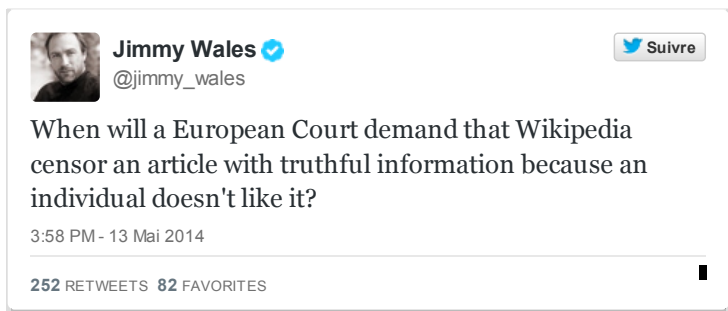 Jimmy Wales
Suivre
@jimmy_wales
When will a European Court demand that Wikipedia
censor an article with truthful information because an
individual doesn't like it?
3:58 PM - 13 Mai 2014
252 RETWEETS 82 FAVORITES